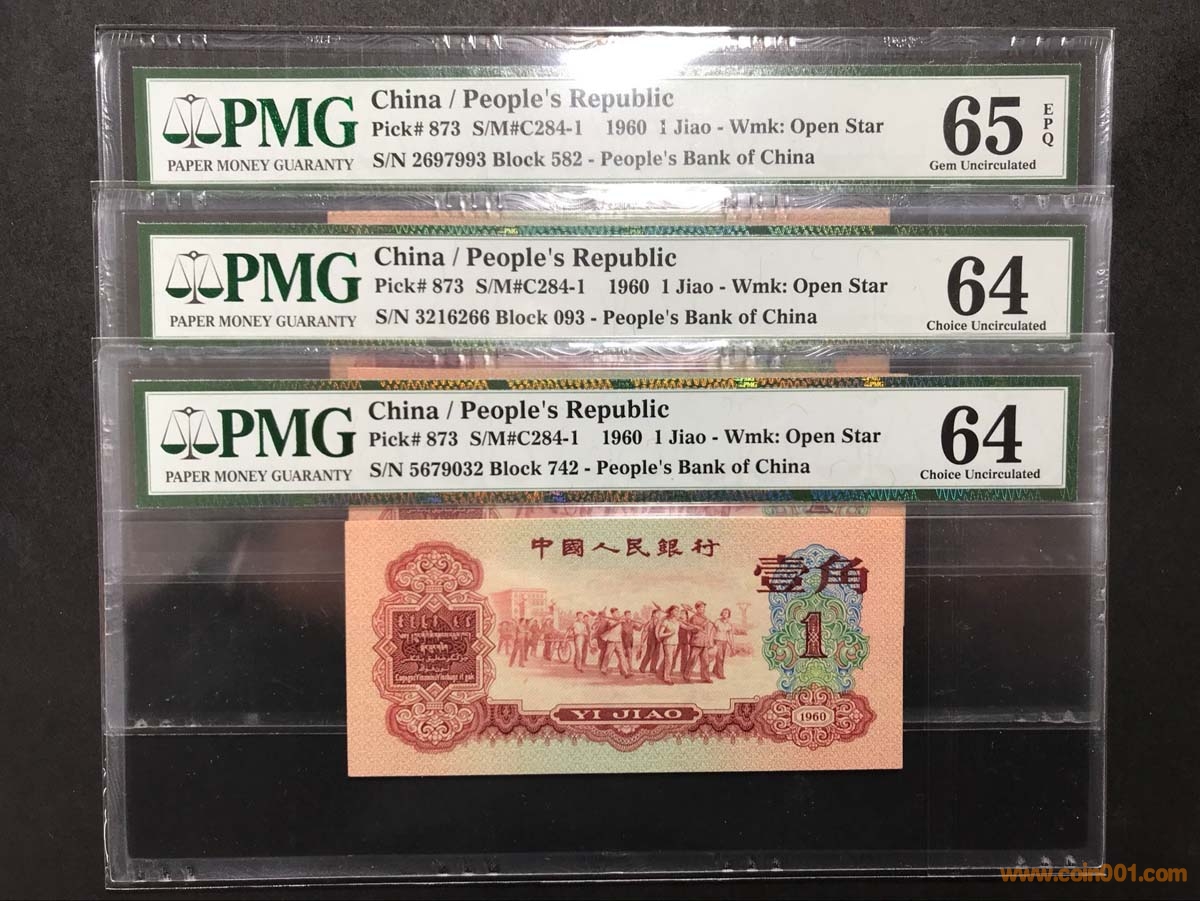 PMG
PAPER MONEY GUARANTY
China / People's Republic
Pick# 873 S/M#C284-1 1960 1 Jiao - Wmk: Open Star
S/N 2697993 Block 582 - People's Bank of China
65
EPQ
Gem Uncirculated
PMG
PAPER MONEY GUARANTY
China / People's Republic
Pick# 873 S/M#C284-1 1960 1 Jiao - Wmk: Open Star
S/N 3216266 Block 093 - People's Bank of China
64
Choice Uncirculated
PMG
PAPER MONEY GUARANTY
China / People's Republic
Pick# 873 S/M#C284-1 1960 1 Jiao - Wmk: Open Star
S/N 5679032 Block 742 - People's Bank of China
64
Choice Uncirculated
中國人民銀行
壹角
1
YI JIAO
1960
www.coin001.com